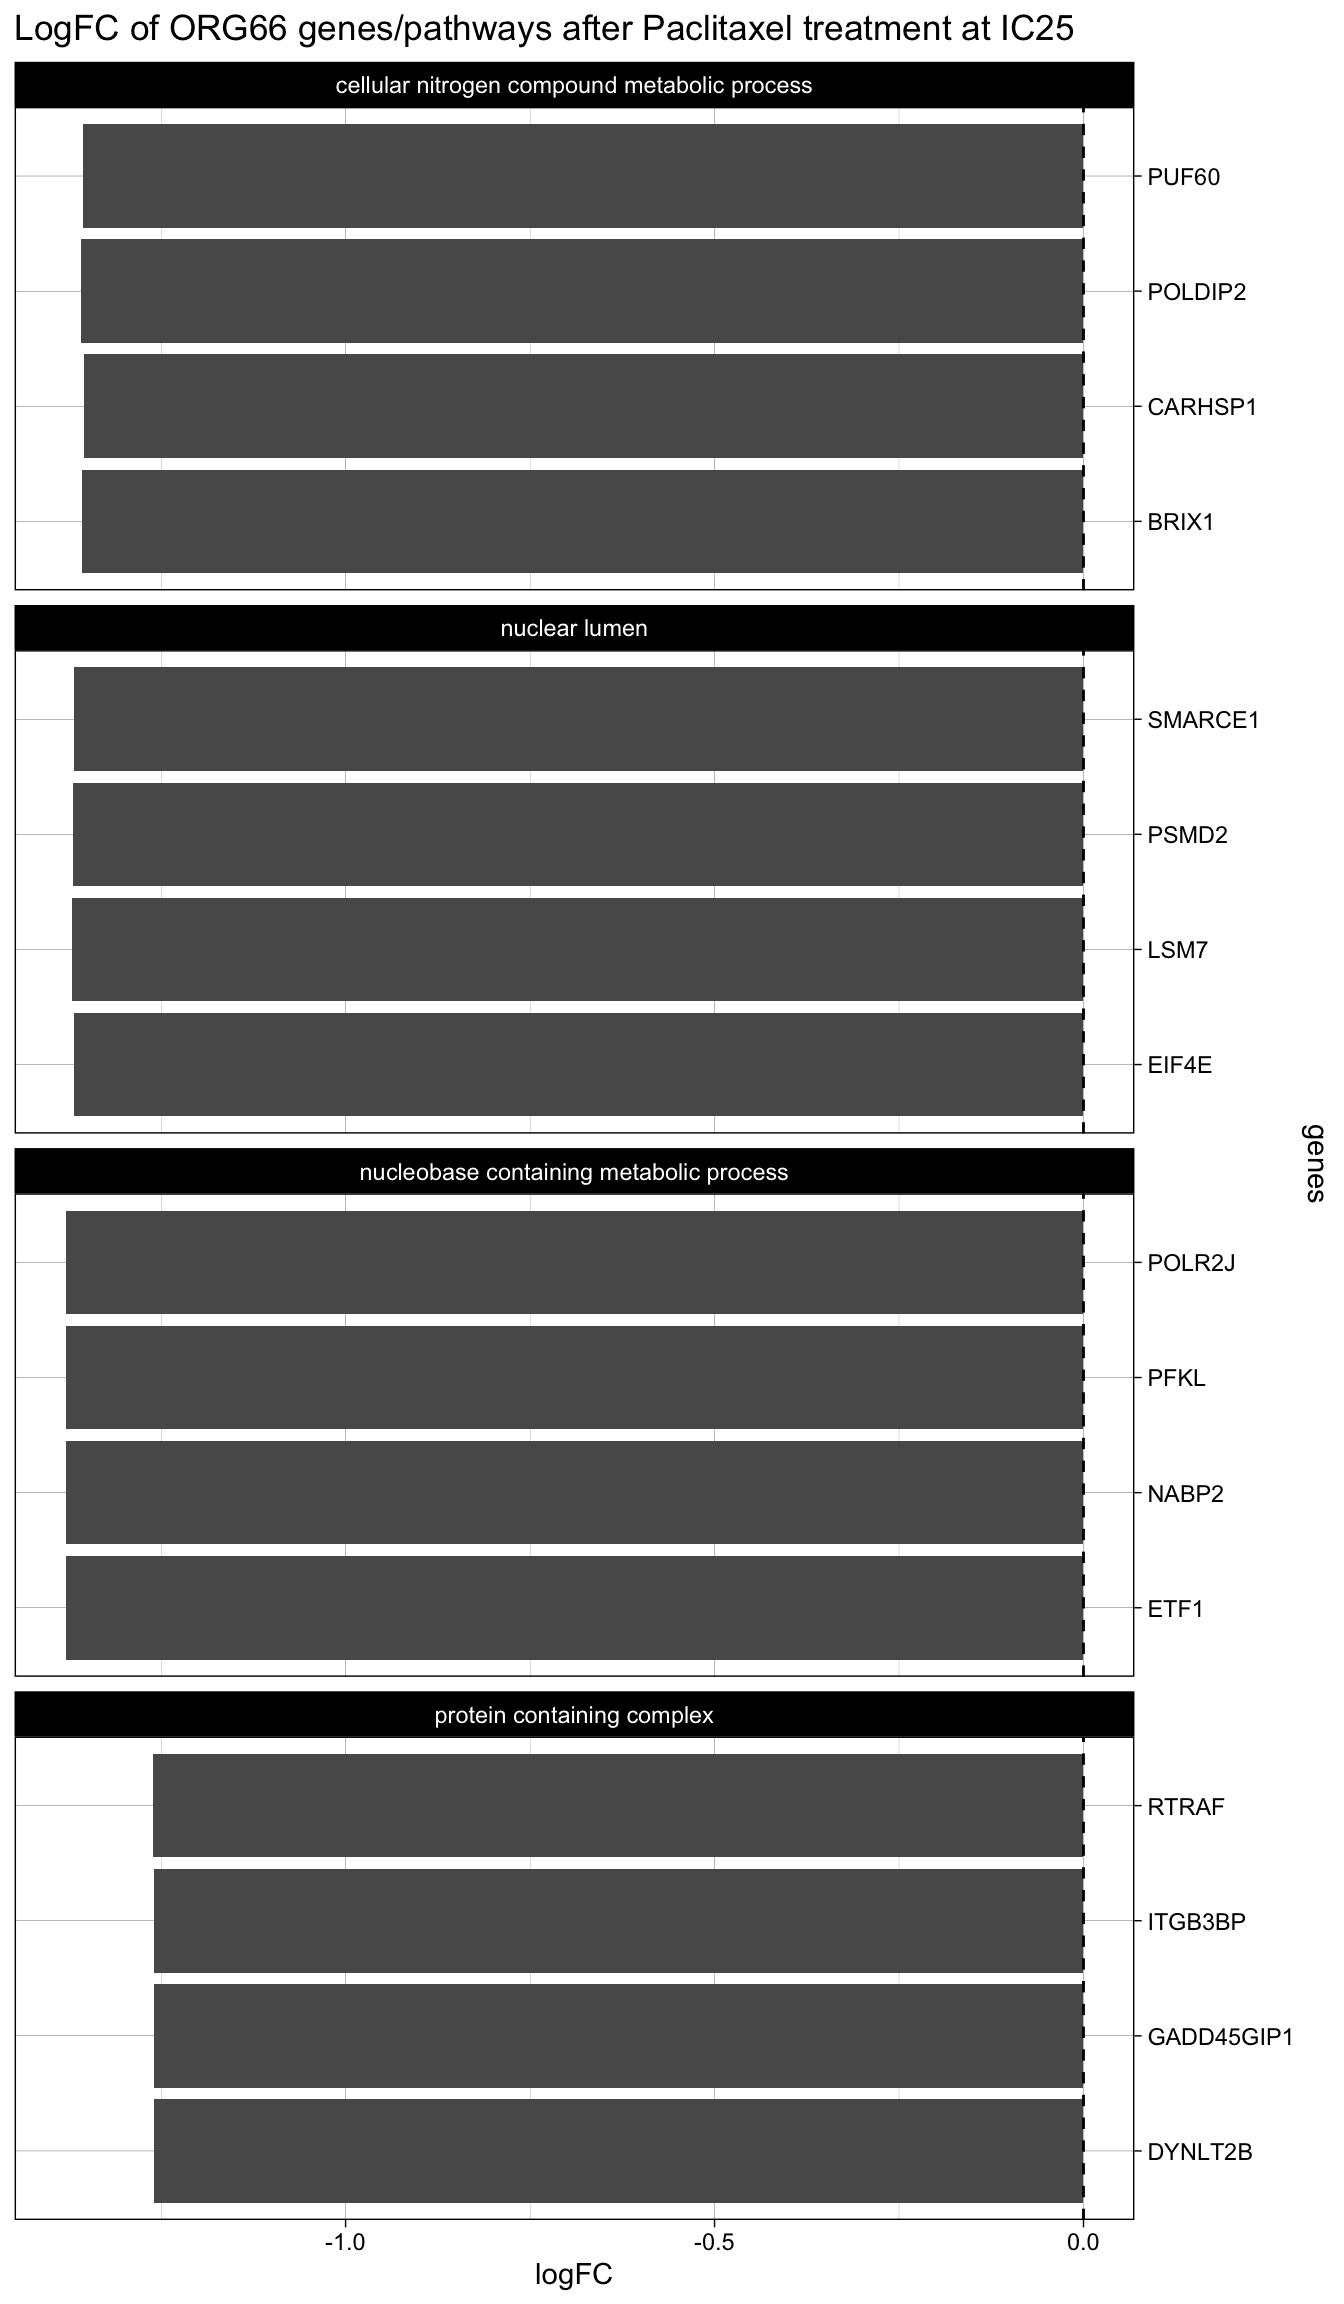 LogFC of ORG66 genes/pathways after Paclitaxel treatment at IC25
cellular nitrogen compound metabolic process
PUF60
POLDIP2
CARHSP1
BRIX1
nuclear lumen
SMARCE1
PSMD2
LSM7
EIF4E
genes
nucleobase containing metabolic process
POLR2J
PFKL
NABP2
ETF1
protein containing complex
RTRAF
ITGB3BP
GADD45GIP1
DYNLT2B
-1.0 -0.5 0.0
logFC